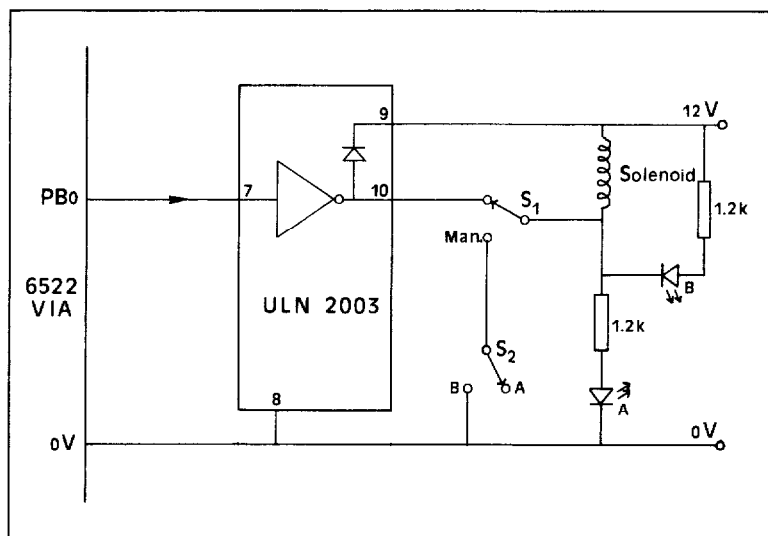 9
12V
Solenoid
PB0
7
10
S1
1.2k
Man.
B
6522
VIA
ULN 2003
1.2k
S2
B
A
A
8
0V
0V